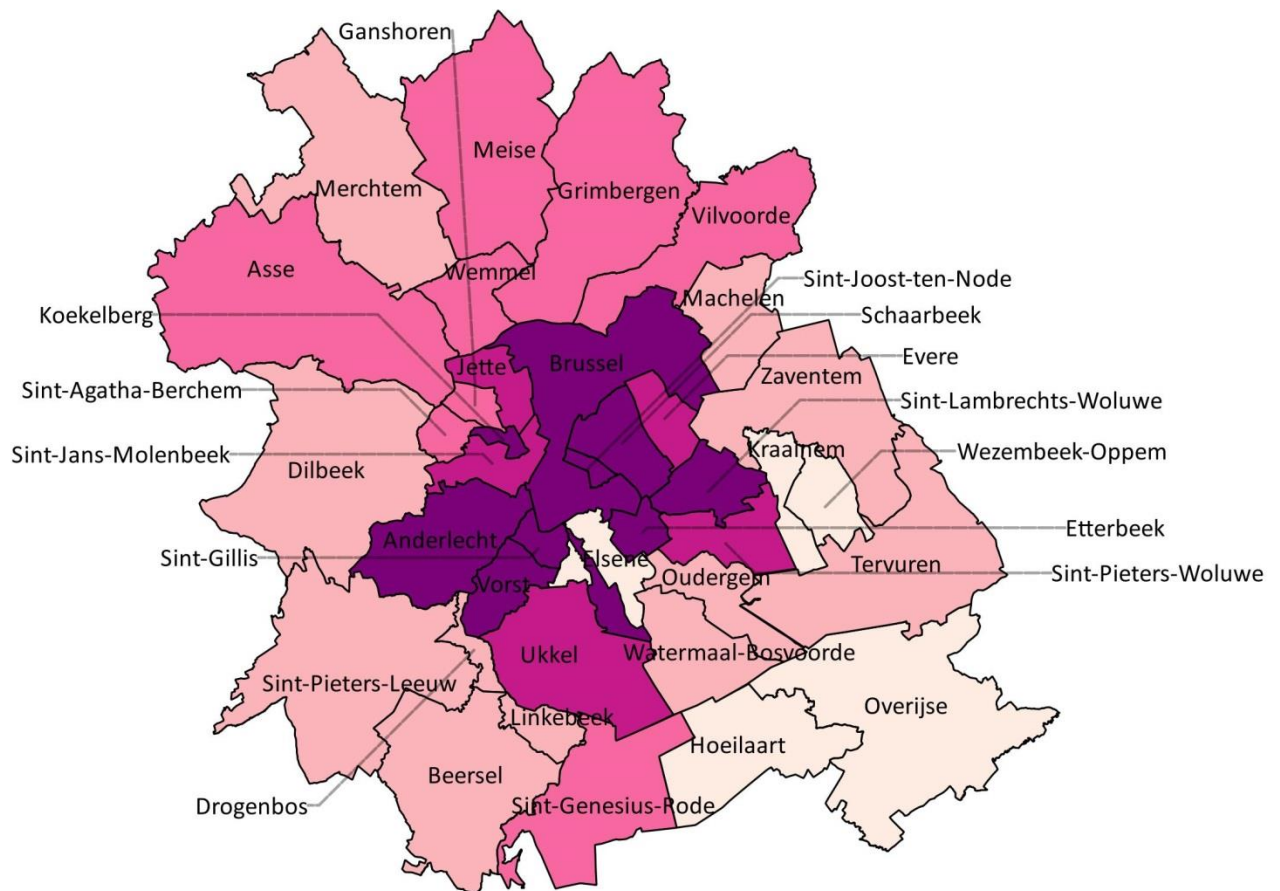 Ganshoren
Meise
Merchtem
Grimbergen
Vilvoorde
Asse
Wemmel
Sint-Joost-ten-Node
Machelen
Koekelberg
Schaarbeek
Jette
Brussel
Evere
Zaventem
Sint-Agatha-Berchem
Sint-Lambrechts-Woluwe
Kraainem
Wezembeek-Oppem
Sint-Jans-Molenbeek
Dilbeek
Etterbeek
Anderlecht
Sint-Gillis
Elsene
Tervuren
Sint-Pieters-Woluwe
Oudergem
Vorst
Ukkel
Watermaal-Bosvoorde
Sint-Pieters-Leeuw
Overijse
Linkebeek
Hoeilaart
Beersel
Drogenbos
Sint-Genesius-Rode